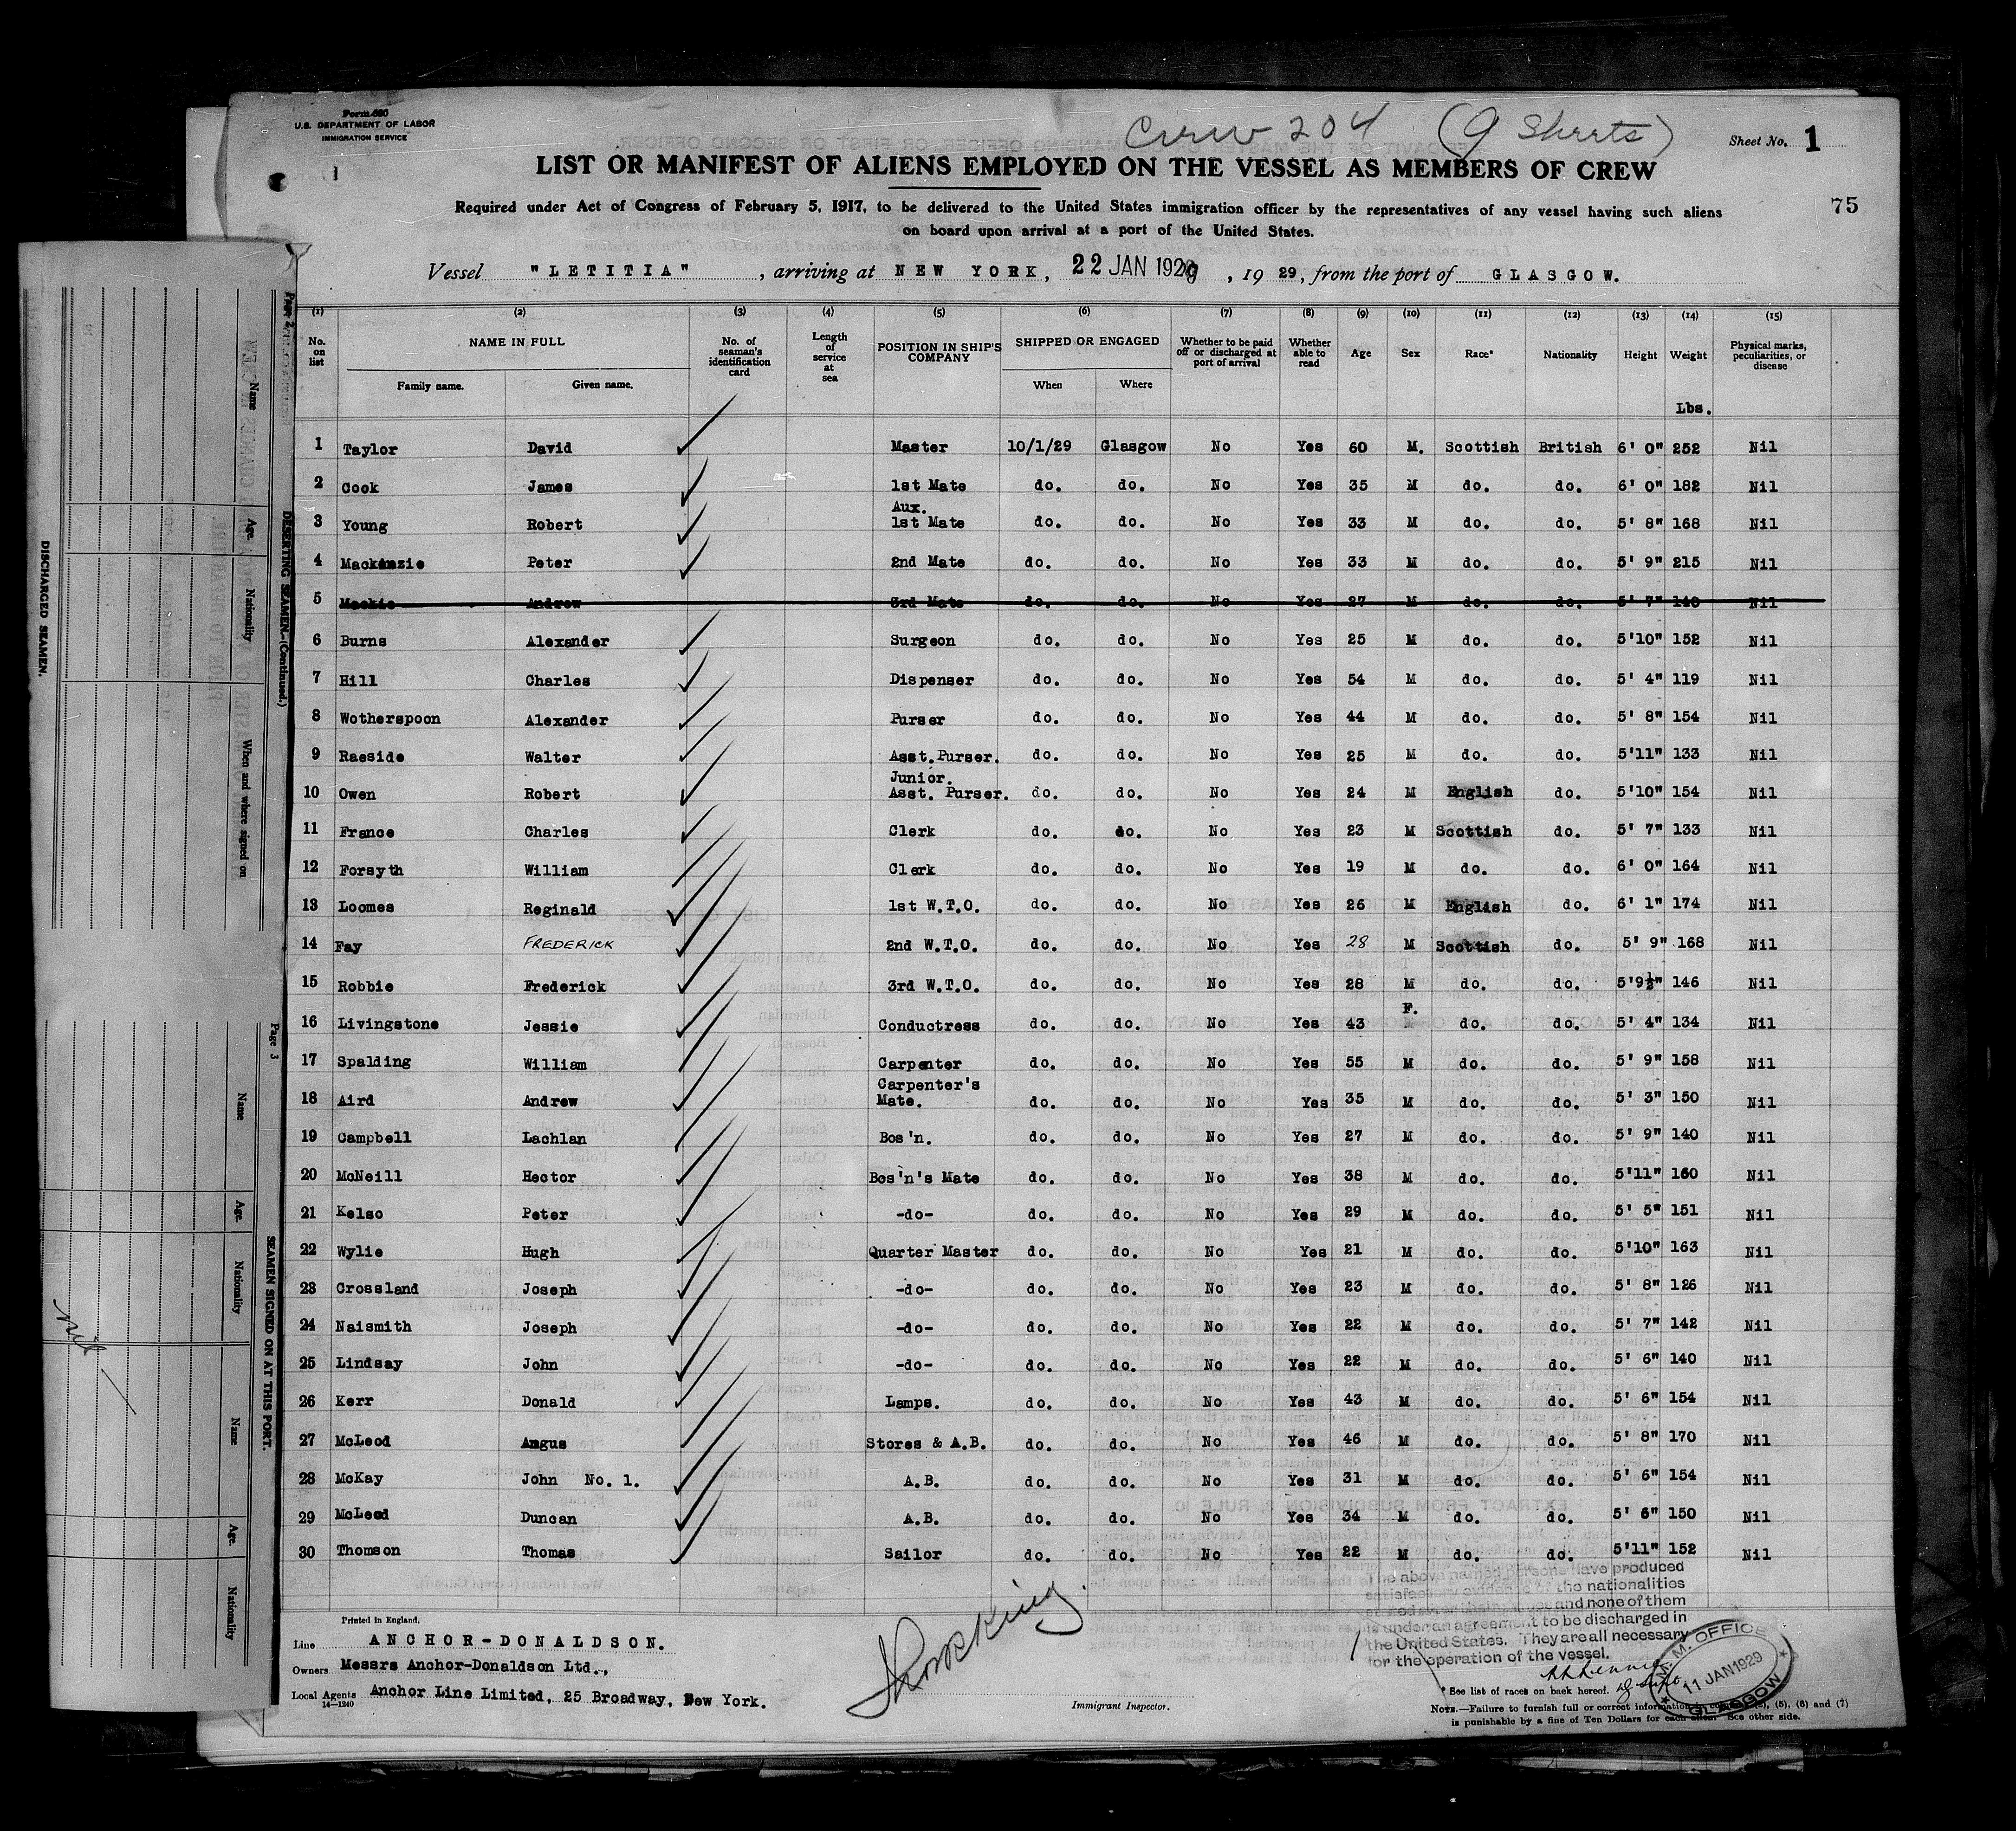 Form 680
U.S. DEPARTMENT OF LABOR
IMMIGRATION SERVICE
Crew 204 (9 Sheets)
Sheet No. 1
LIST OR MANIFEST OF ALIENS EMPLOYED ON THE VESSEL AS MEMBERS OF CREW
75
Required under Act of Congress of February 5, 1917, to be delivered to the United States immigration officer by the representatives of any vessel having such aliens
on board upon arrival at a port of the United States.
Vessel "LETITIA", arriving at NEW YORK, 22 JAN 1929, 19 29, from the port of GLASGOW.
(1) (2) (3) (4) (5) (6) (7) (8) (9) (10) (11) (12) (13) (14) (15)
No. on list NAME IN FULL Family name. Given name. No. of seaman's identification card Length of service at sea POSITION IN SHIP'S COMPANY SHIPPED OR ENGAGED When Where Whether to be paid off or discharged at port of arrival Whether able to read Age Sex Race* Nationality Height Weight Physical marks, peculiarities, or disease
Lbs.
1 Taylor David Master 10/1/29 Glasgow No Yes 60 M. Scottish British 6' 0" 252 Nil
2 Cook James 1st Mate do. do. No Yes 35 M do. do. 6' 0" 182 Nil
3 Young Robert Aux. 1st Mate do. do. No Yes 33 M do. do. 5' 8" 168 Nil
4 Mackenzie Peter 2nd Mate do. do. No Yes 33 M do. do. 5' 9" 215 Nil
5 Mackie Andrew 3rd Mate do. do. No Yes 27 M do. do. 5' 7" 140 Nil
6 Burns Alexander Surgeon do. do. No Yes 25 M do. do. 5'10" 152 Nil
7 Hill Charles Dispenser do. do. No Yes 54 M do. do. 5' 4" 119 Nil
8 Wotherspoon Alexander Purser do. do. No Yes 44 M do. do. 5' 8" 154 Nil
9 Raeside Walter Asst.Purser. do. do. No Yes 25 M do. do. 5'11" 133 Nil
10 Owen Robert Junior. Asst. Purser. do. do. No Yes 24 M English do. 5'10" 154 Nil
11 France Charles Clerk do. do. No Yes 23 M Scottish do. 5' 7" 133 Nil
12 Forsyth William Clerk do. do. No Yes 19 M do. do. 6' 0" 164 Nil
13 Loomes Reginald 1st W.T.O. do. do. No Yes 26 M English do. 6' 1" 174 Nil
14 Fay FREDERICK 2nd W.T.O. do. do. No Yes 28 M Scottish do. 5' 9" 168 Nil
15 Robbie Frederick 3rd W.T.O. do. do. No Yes 28 M do. do. 5'9½" 146 Nil
16 Livingstone Jessie Conductress do. do. No Yes 43 F. do. do. 5' 4" 134 Nil
17 Spalding William Carpenter do. do. No Yes 55 M do. do. 5' 9" 158 Nil
18 Aird Andrew Carpenter's Mate. do. do. No Yes 35 M do. do. 5' 3" 150 Nil
19 Campbell Lachlan Bos'n. do. do. No Yes 27 M do. do. 5' 9" 140 Nil
20 McNeill Hector Bos'n's Mate do. do. No Yes 38 M do. do. 5'11" 160 Nil
21 Kelso Peter -do- do. do. No Yes 29 M do. do. 5' 5" 151 Nil
22 Wylie Hugh Quarter Master do. do. No Yes 21 M do. do. 5'10" 163 Nil
23 Crossland Joseph -do- do. do. No Yes 23 M do. do. 5' 8" 126 Nil
24 Naismith Joseph -do- do. do. No Yes 22 M do. do. 5' 7" 142 Nil
25 Lindsay John -do- do. do. No Yes 22 M do. do. 5' 6" 140 Nil
26 Kerr Donald Lamps. do. do. No Yes 43 M do. do. 5' 6" 154 Nil
27 McLeod Angus Stores & A.B. do. do. No Yes 46 M do. do. 5' 8" 170 Nil
28 McKay John No. 1. A.B. do. do. No Yes 31 M do. do. 5' 6" 154 Nil
29 McLeod Duncan A.B. do. do. No Yes 34 M do. do. 5' 6" 150 Nil
30 Thomson Thomas Sailor do. do. No Yes 22 M do. do. 5'11" 152 Nil
The above named Persons have produced
satisfactory evidence of the nationalities
and none of them
is under an agreement to be discharged in
the United States. They are all necessary
for the operation of the vessel.
Printed in England.
Line ANCHOR-DONALDSON.
Owners Messrs Anchor-Donaldson Ltd.,
Local Agents Anchor Line Limited, 25 Broadway, New York.
14—1240
Immigrant Inspector.
* See list of races on back hereof.
M. M. OFFICE
11 JAN 1929
GLASGOW
NOTE.—Failure to furnish full or correct information in columns (5), (6) and (7)
is punishable by a fine of Ten Dollars for each alien. See other side.
Page 2
DESERTING SEAMEN.—(Continued.)
Name Age. Nationality When and where signed on
DISCHARGED SEAMEN.
Page 3
SEAMEN SIGNED ON AT THIS PORT.
Name Age. Nationality Name Age. Nationality